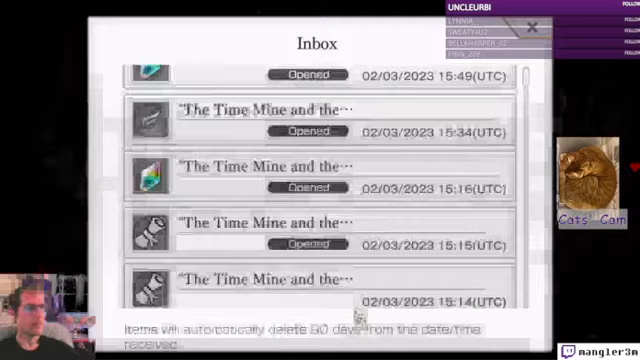 UNCLEURBI
FOLLOW
LYNNIA_
SWEATY4U2
BELLAHARPER_02
Inbox
Opened 02/03/2023 15:49(UTC)
"The Time Mine and the…
Opened 02/03/2023 15:34(UTC)
"The Time Mine and the…
Opened 02/03/2023 15:16(UTC)
"The Time Mine and the…
Opened 02/03/2023 15:15(UTC)
"The Time Mine and the…
02/03/2023 15:14(UTC)
Items will automatically delete 90 days from the date/time
received.
Cats' Cam
mangler3n